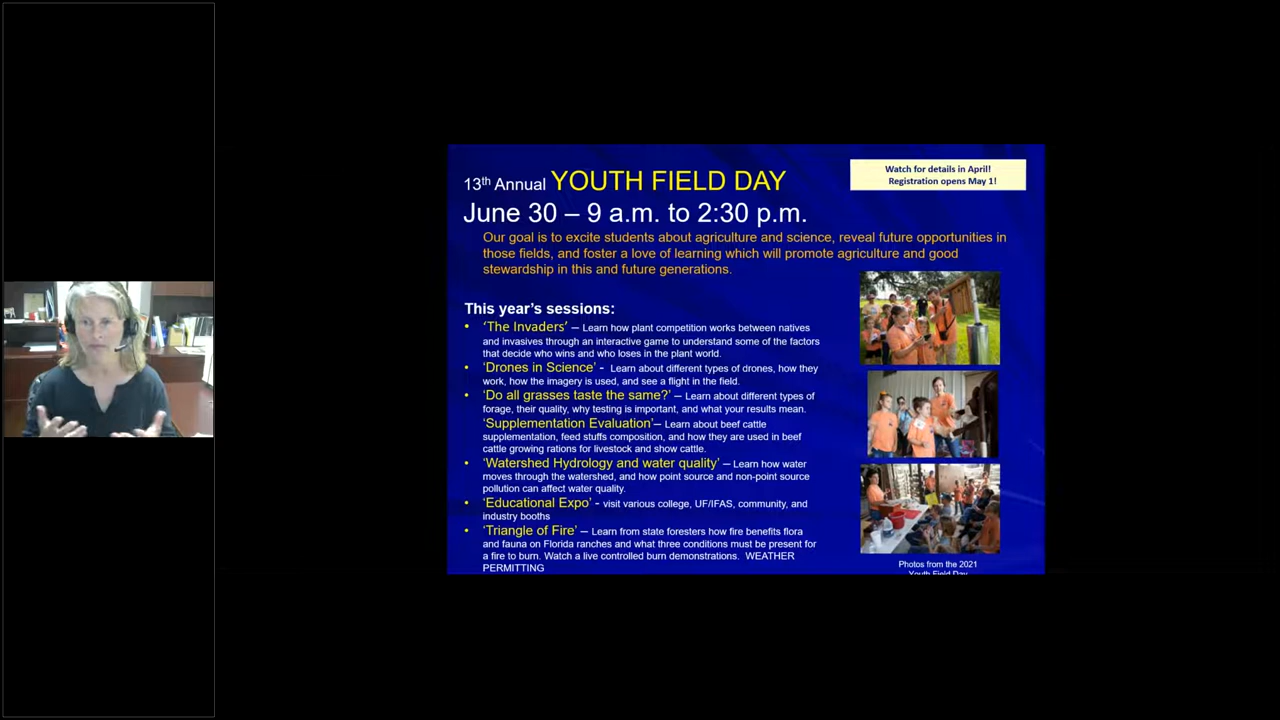 13th Annual YOUTH FIELD DAY
June 30 – 9 a.m. to 2:30 p.m.
Watch for details in April!
Registration opens May 1!
Our goal is to excite students about agriculture and science, reveal future opportunities in
those fields, and foster a love of learning which will promote agriculture and good
stewardship in this and future generations.
This year's sessions:
• 'The Invaders' – Learn how plant competition works between natives
and invasives through an interactive game to understand some of the factors
that decide who wins and who loses in the plant world.
• 'Drones in Science' - Learn about different types of drones, how they
work, how the imagery is used, and see a flight in the field.
• 'Do all grasses taste the same?' – Learn about different types of
forage, their quality, why testing is important, and what your results mean.
'Supplementation Evaluation'– Learn about beef cattle
supplementation, feed stuffs composition, and how they are used in beef
cattle growing rations for livestock and show cattle.
• 'Watershed Hydrology and water quality' – Learn how water
moves through the watershed, and how point source and non-point source
pollution can affect water quality.
• 'Educational Expo' - visit various college, UF/IFAS, community, and
industry booths
• 'Triangle of Fire' – Learn from state foresters how fire benefits flora
and fauna on Florida ranches and what three conditions must be present for
a fire to burn. Watch a live controlled burn demonstrations. WEATHER
PERMITTING
Photos from the 2021
Youth Field Day